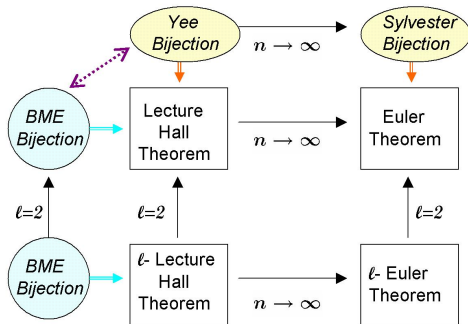 Yee
Bijection
n → ∞
Sylvester
Bijection
BME
Bijection
Lecture
Hall
Theorem
n → ∞
Euler
Theorem
ℓ=2
ℓ=2
ℓ=2
BME
Bijection
ℓ- Lecture
Hall
Theorem
n → ∞
ℓ- Euler
Theorem